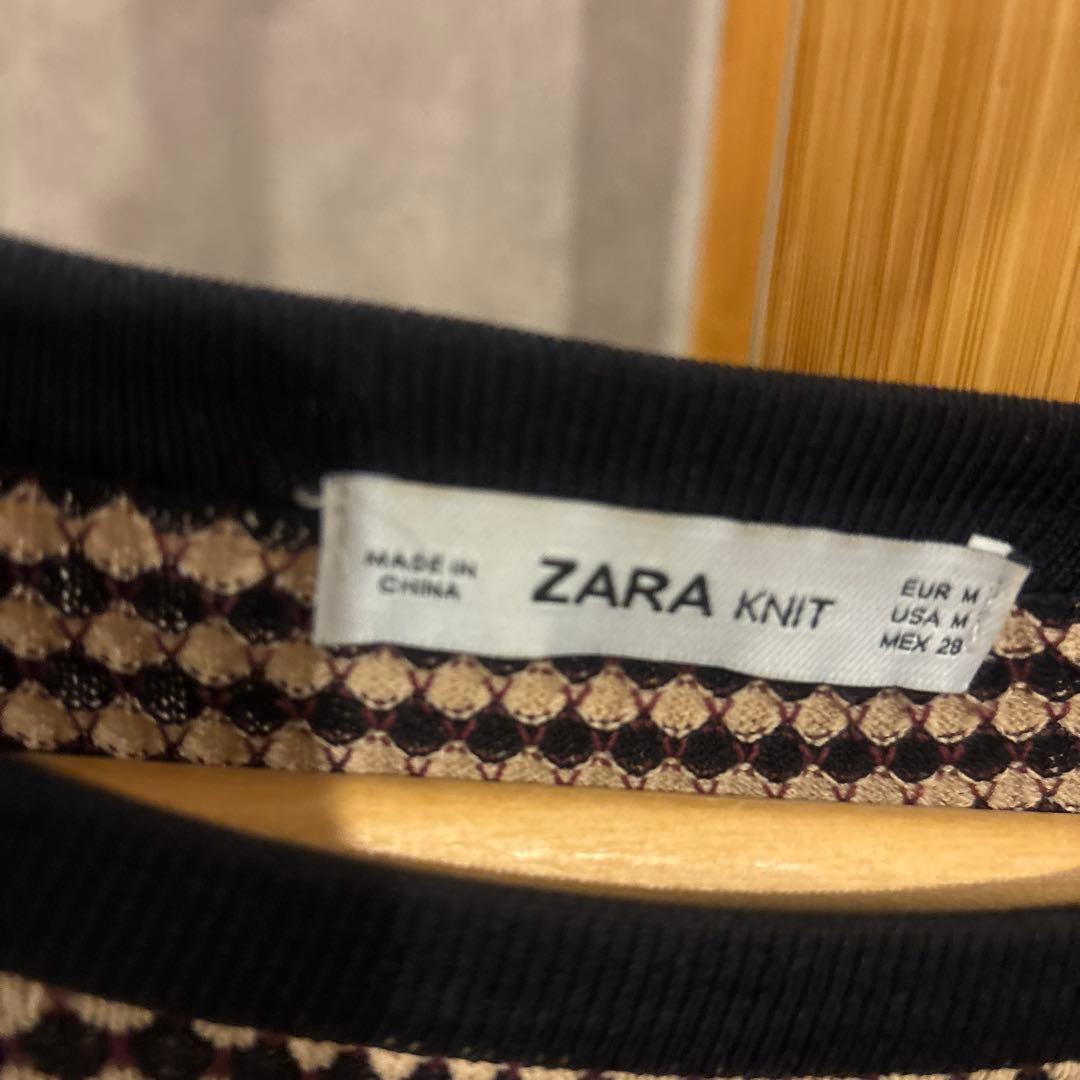 MADE IN
CHINA
ZARA KNIT
EUR M
USA M
MEX 28